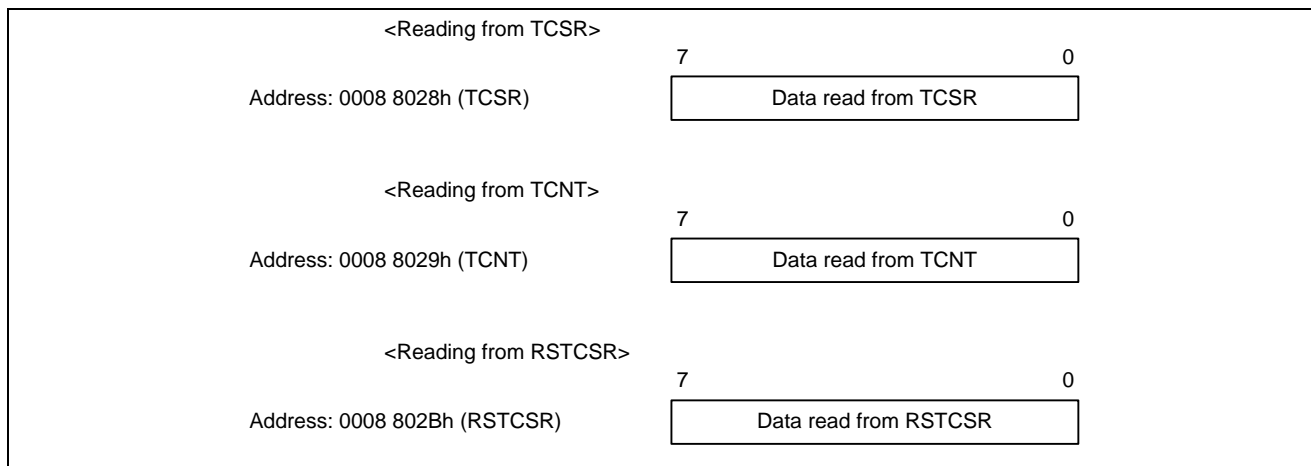 <Reading from TCSR>
7 0
Address: 0008 8028h (TCSR) Data read from TCSR
<Reading from TCNT>
7 0
Address: 0008 8029h (TCNT) Data read from TCNT
<Reading from RSTCSR>
7 0
Address: 0008 802Bh (RSTCSR) Data read from RSTCSR